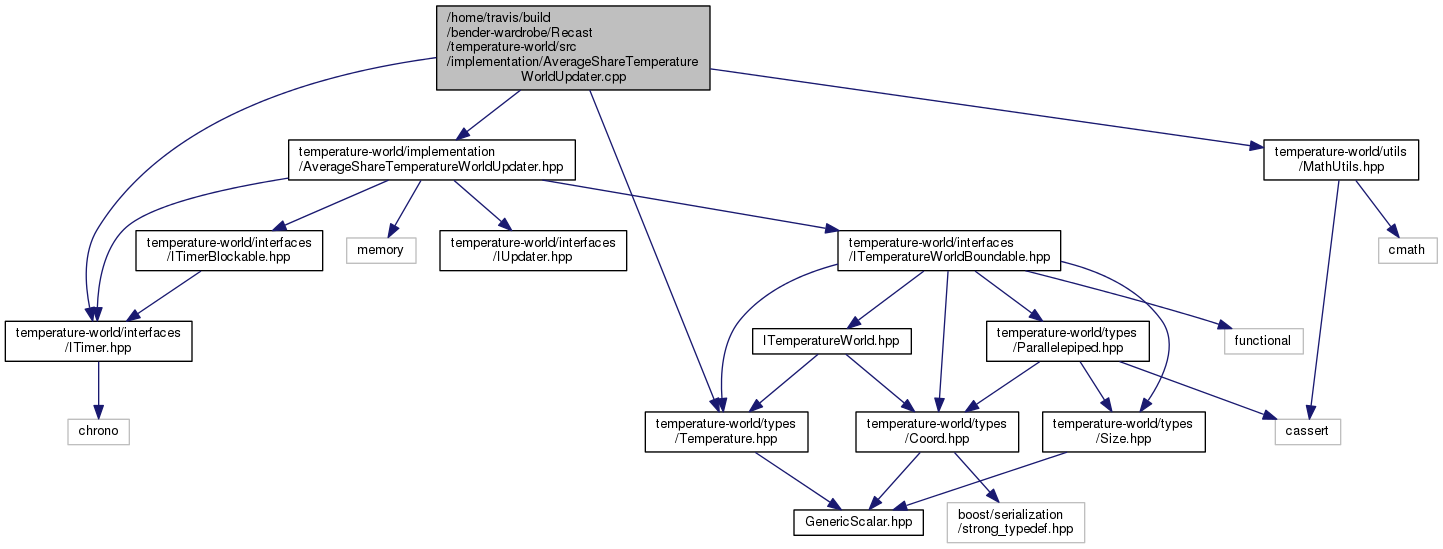 /home/travis/build
/bender-wardrobe/Recast
/temperature-world/src
/implementation/AverageShareTemperature
WorldUpdater.cpp
temperature-world/implementation
/AverageShareTemperatureWorldUpdater.hpp
temperature-world/utils
/MathUtils.hpp
temperature-world/interfaces
/ITimerBlockable.hpp
memory
temperature-world/interfaces
/IUpdater.hpp
temperature-world/interfaces
/ITemperatureWorldBoundable.hpp
cmath
temperature-world/interfaces
/ITimer.hpp
ITemperatureWorld.hpp
temperature-world/types
/Parallelepiped.hpp
functional
chrono
temperature-world/types
/Temperature.hpp
temperature-world/types
/Coord.hpp
temperature-world/types
/Size.hpp
cassert
GenericScalar.hpp
boost/serialization
/strong_typedef.hpp